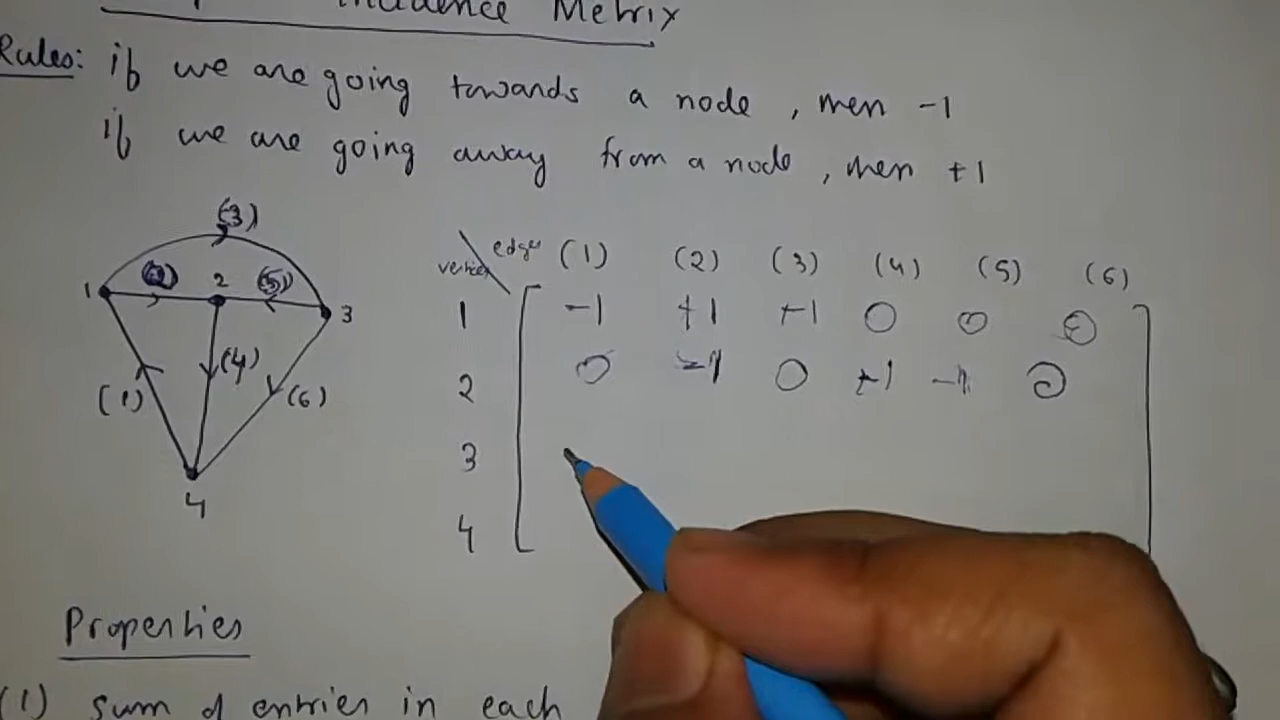 Incidence Metrix
Rules: if we are going towards a node, then -1
if we are going away from a node, then +1
(3)
1 (2) 2 (5) 3
(1) (4) (6)
4
vertices edges (1) (2) (3) (4) (5) (6)
1 -1 +1 +1 0 0 0
2 0 -1 0 +1 -1 0
3
4
Properties
(1) sum of entries in each